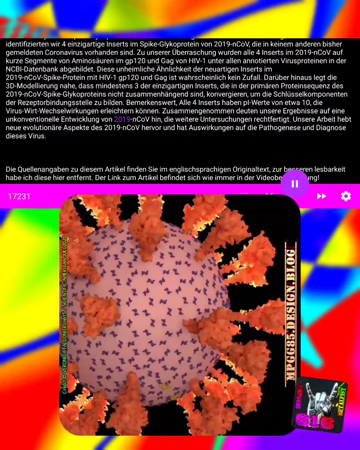 identifizieren wir 4 einzigartige Inserts im Spike-Glykoprotein von 2019-nCoV, die in keinem anderen bisher
gemeldeten Coronavirus vorhanden sind. Zu unserer Überraschung wurden alle 4 Inserts im 2019-nCoV auf
kurze Segmente von Aminosäuren im gp120 und Gag von HIV-1 unter allen annotierten Virusproteinen in der
NCBI-Datenbank abgebildet. Diese unheimliche Ähnlichkeit der neuartigen Inserts im
2019-nCoV-Spike-Protein mit HIV-1 gp120 und Gag ist wahrscheinlich kein Zufall. Darüber hinaus legt die
3D-Modellierung nahe, dass mindestens 3 der einzigartigen Inserts, die in der primären Proteinsequenz des
2019-nCoV-Spike-Glykoproteins nicht zusammenhängend sind, konvergieren, um die Schlüsselkomponenten
der Rezeptorbindungsstelle zu bilden. Bemerkenswert, Alle 4 Inserts haben pI-Werte von etwa 10, die
Virus-Wirt-Wechselwirkungen erleichtern können. Zusammengenommen deuten unsere Ergebnisse auf eine
unkonventionelle Entwicklung von 2019-nCoV hin, die weitere Untersuchungen rechtfertigt. Unsere Arbeit hebt
neue evolutionäre Aspekte des 2019-nCoV hervor und hat Auswirkungen auf die Pathogenese und Diagnose
dieses Virus.
Die Quellenangaben zu diesem Artikel finden Sie im englischsprachigen Originaltext, zur besseren lesbarkeit
habe ich diese hier entfernt. Der Link zum Artikel befindet sich wie immer in der
17231
MPGG85.DESIGN.BLOG